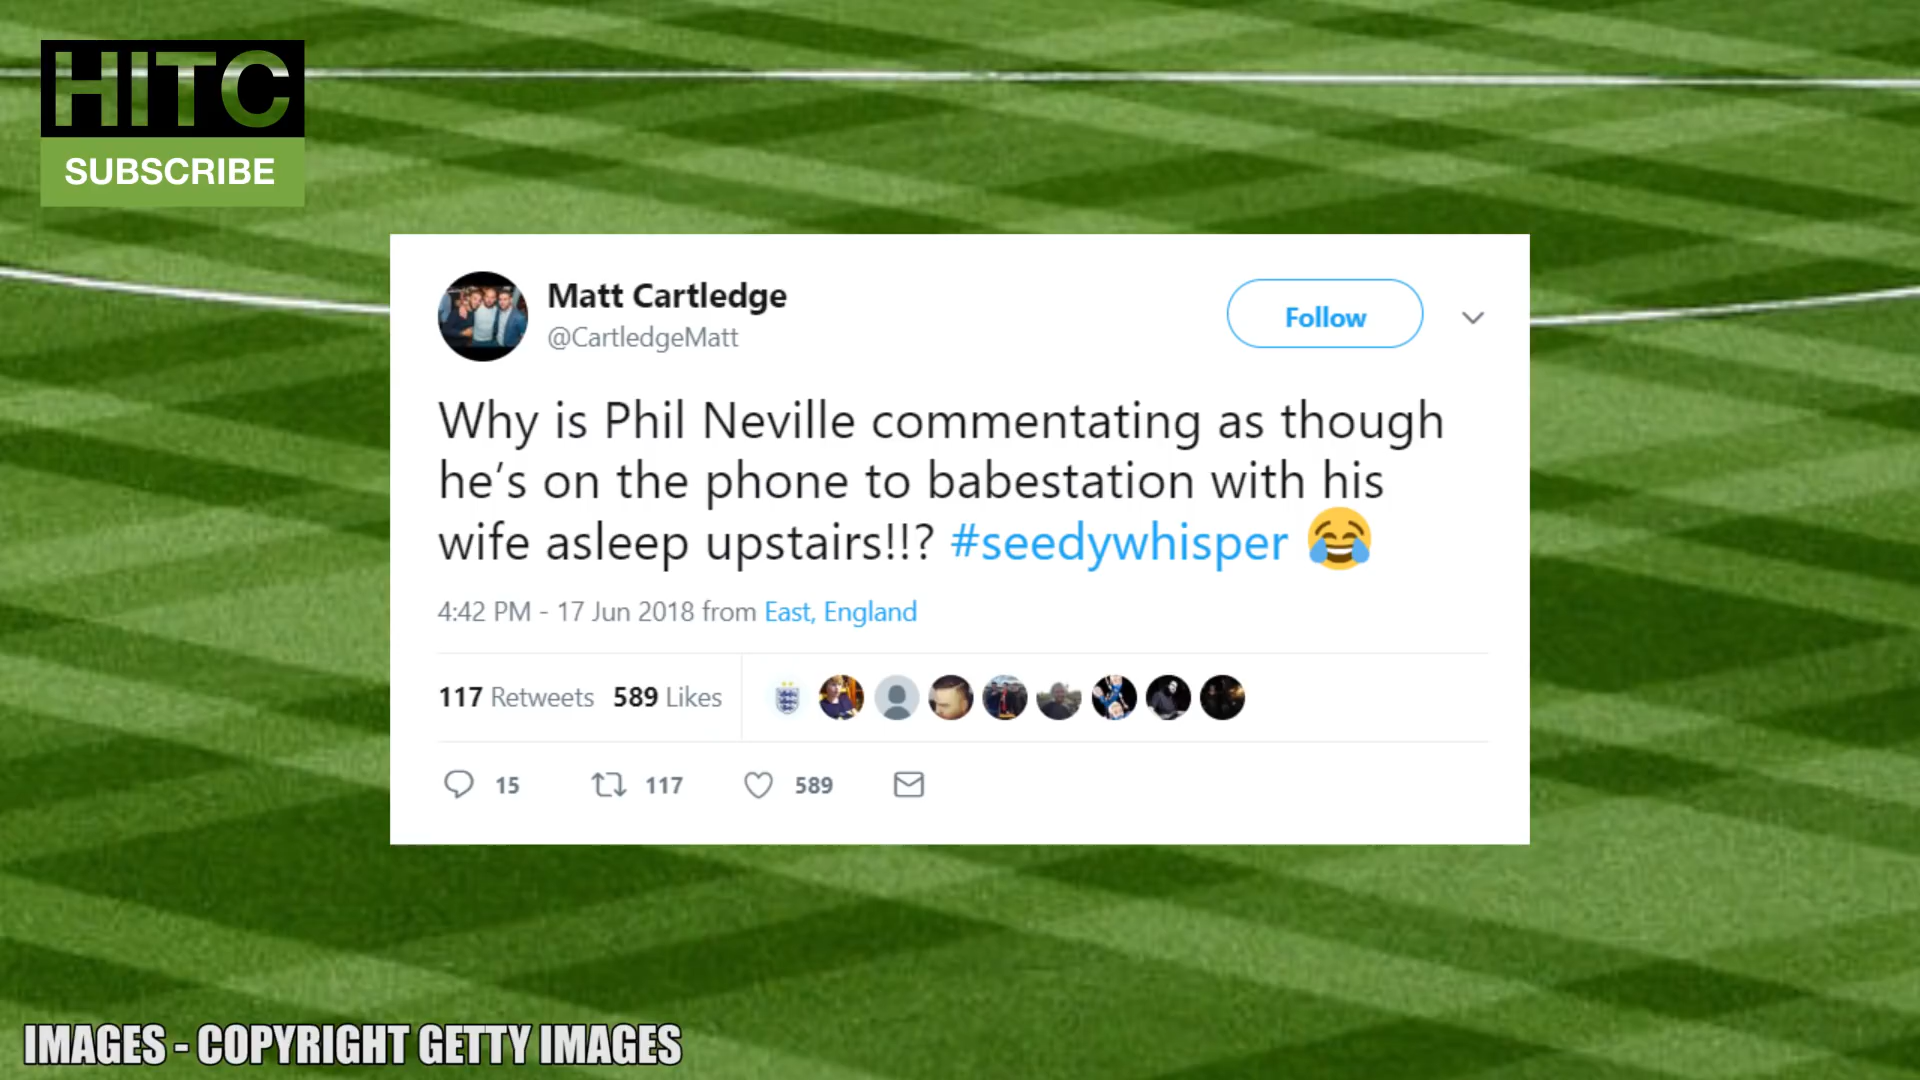 HITC
SUBSCRIBE
Matt Cartledge
@CartledgeMatt
Follow
Why is Phil Neville commentating as though
he’s on the phone to babestation with his
wife asleep upstairs!!? #seedywhisper 😂
4:42 PM - 17 Jun 2018 from East, England
117 Retweets 589 Likes
15 117 589
IMAGES - COPYRIGHT GETTY IMAGES